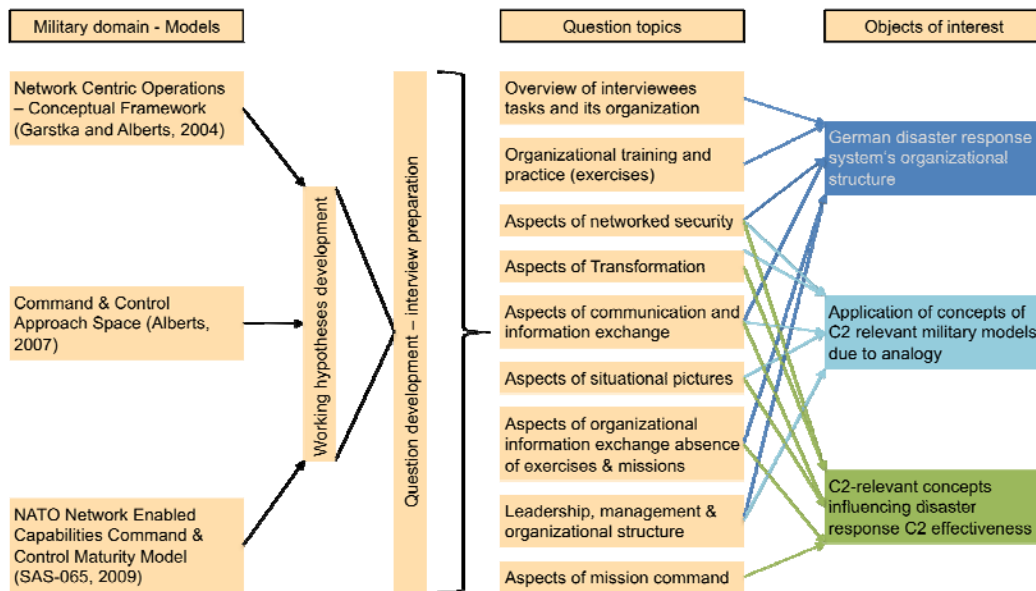 Military domain - Models
Question topics
Objects of interest
Network Centric Operations
– Conceptual Framework
(Garstka and Alberts, 2004)
Command & Control
Approach Space (Alberts,
2007)
NATO Network Enabled
Capabilities Command &
Control Maturity Model
(SAS-065, 2009)
Working hypotheses development
Question development – interview preparation
Overview of interviewees
tasks and its organization
Organizational training and
practice (exercises)
Aspects of networked security
Aspects of Transformation
Aspects of communication and
information exchange
Aspects of situational pictures
Aspects of organizational
information exchange absence
of exercises & missions
Leadership, management &
organizational structure
Aspects of mission command
German disaster response
system's organizational
structure
Application of concepts of
C2 relevant military models
due to analogy
C2-relevant concepts
influencing disaster
response C2 effectiveness